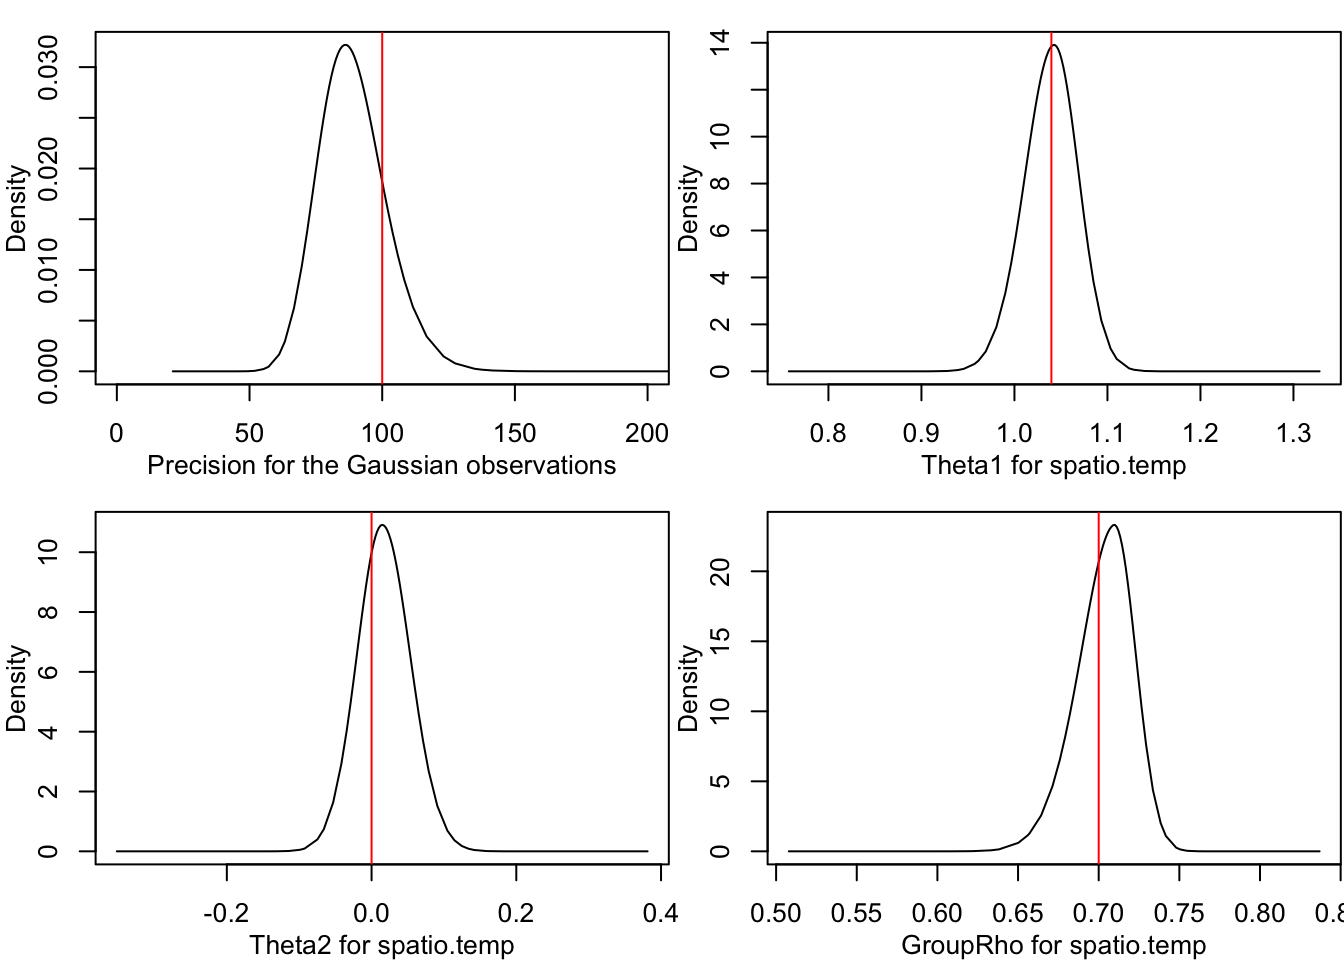 Density
0.000 0.010 0.020 0.030
0 50 100 150 200
Precision for the Gaussian observations
Density
0 2 4 6 8 10 14
0.8 0.9 1.0 1.1 1.2 1.3
Theta1 for spatio.temp
Density
0 2 4 6 8 10
-0.2 0.0 0.2 0.4
Theta2 for spatio.temp
Density
0 5 10 15 20
0.50 0.55 0.60 0.65 0.70 0.75 0.80
GroupRho for spatio.temp